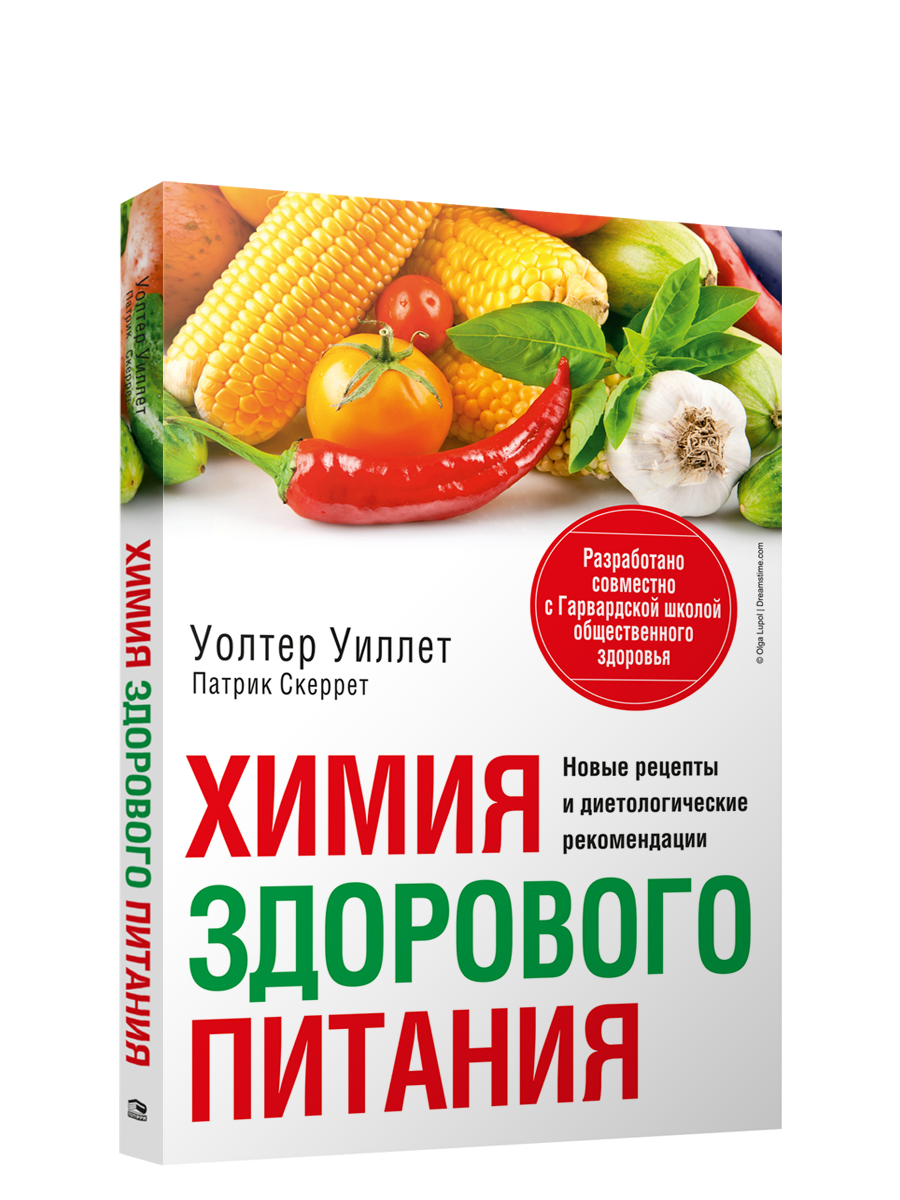 Уолтер Уиллет
Патрик Скеррет
ХИМИЯ ЗДОРОВОГО ПИТАНИЯ
Разработано
совместно
с Гарвардской школой
общественного
здоровья
© Olga Lupol | Dreamstime.com
Уолтер Уиллет
Патрик Скеррет
Новые рецепты
и диетологические
рекомендации
ХИМИЯ
ЗДОРОВОГО
ПИТАНИЯ